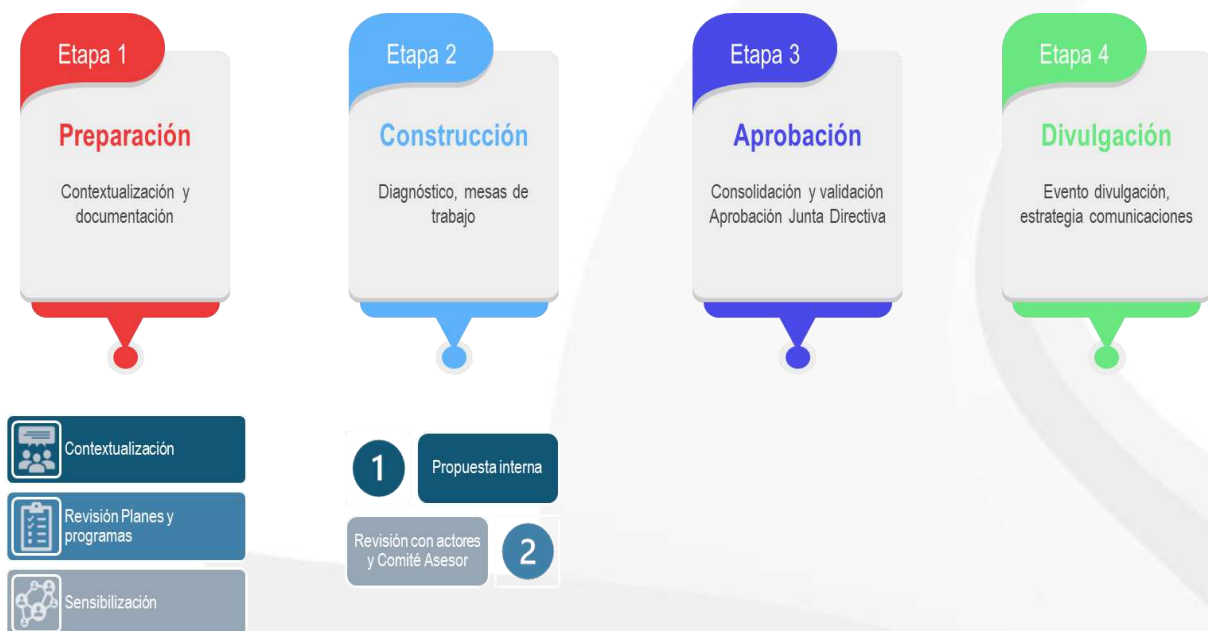 Etapa 1
Preparación
Contextualización y
documentación
Etapa 2
Construcción
Diagnóstico, mesas de
trabajo
Etapa 3
Aprobación
Consolidación y validación
Aprobación Junta Directiva
Etapa 4
Divulgación
Evento divulgación,
estrategia comunicaciones
Contextualización
Revisión Planes y
programas
Sensibilización
1
Propuesta interna
Revisión con actores
y Comité Asesor
2